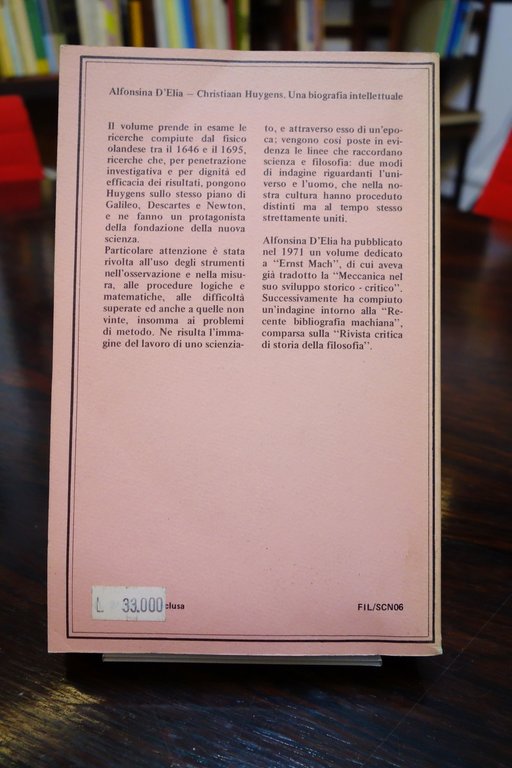 Alfonsina D'Elia – Christiaan Huygens. Una biografia intellettuale
Il volume prende in esame le
ricerche compiute dal fisico
olandese tra il 1646 e il 1695,
ricerche che, per penetrazione
investigativa e per dignità ed
efficacia dei risultati, pongono
Huygens sullo stesso piano di
Galileo, Descartes e Newton,
e ne fanno un protagonista
della fondazione della nuova
scienza.
Particolare attenzione è stata
rivolta all'uso degli strumenti
nell'osservazione e nella misu-
ra, alle procedure logiche e
matematiche, alle difficoltà
superate ed anche a quelle non
vinte, insomma ai problemi
di metodo. Ne risulta l'imma-
gine del lavoro di uno scienzia-
to, e attraverso esso di un'epo-
ca; vengono così poste in evi-
denza le linee che raccordano
scienza e filosofia: due modi
di indagine riguardanti l'uni-
verso e l'uomo, che nella no-
stra cultura hanno proceduto
distinti ma al tempo stesso
strettamente uniti.
Alfonsina D'Elia ha pubblicato
nel 1971 un volume dedicato
a "Ernst Mach", di cui aveva
già tradotto la "Meccanica nel
suo sviluppo storico - critico".
Successivamente ha compiuto
un'indagine intorno alla "Re-
cente bibliografia machiana",
comparsa sulla "Rivista critica
di storia della filosofia".
L. 33.000 clusa
FIL/SCN06